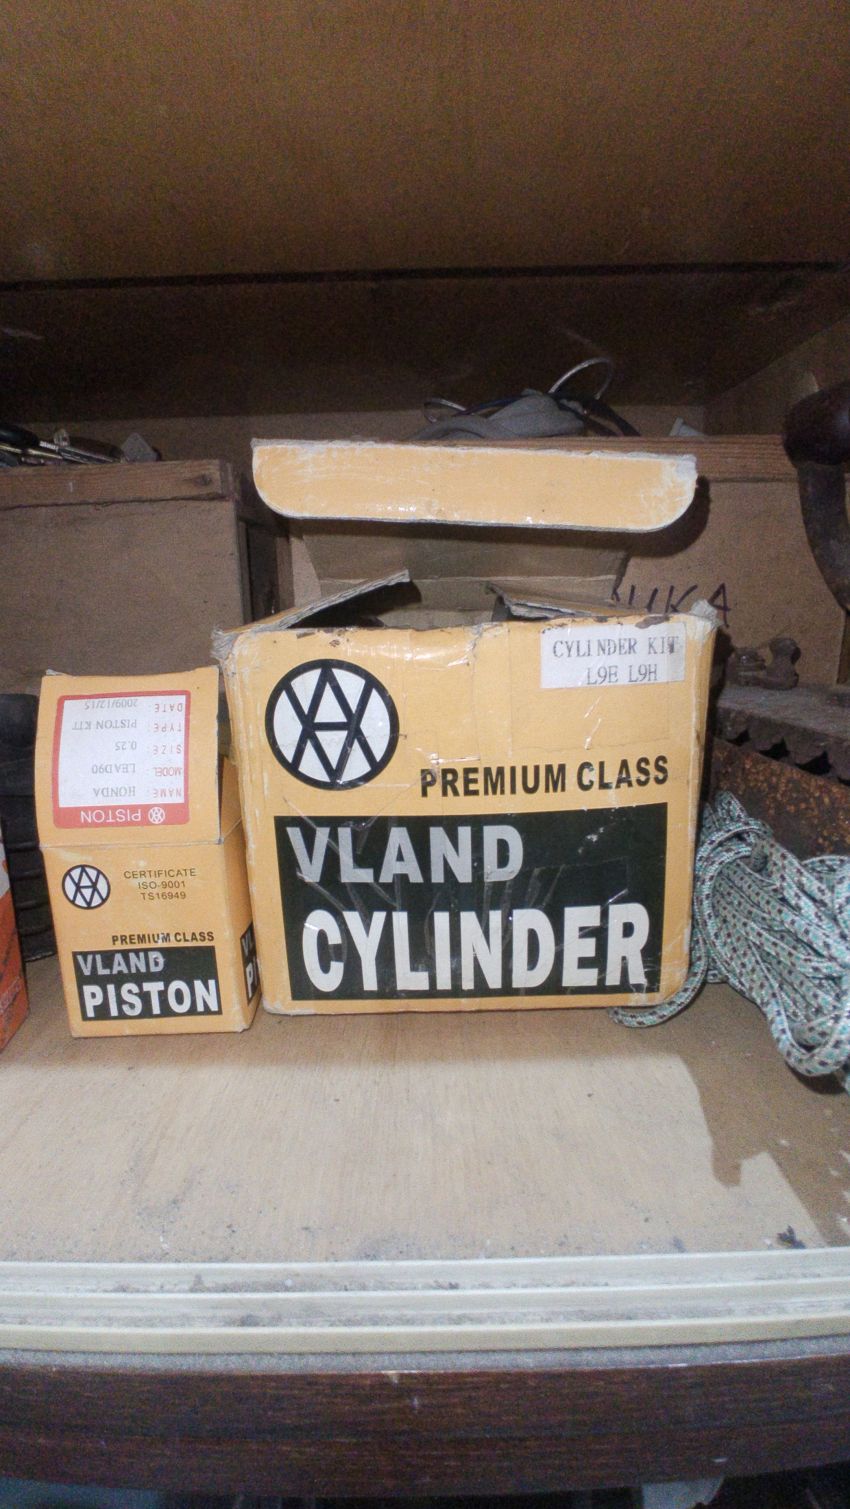 UKA
CYLINDER KIT
L9E L9H
PREMIUM CLASS
VLAND
CYLINDER
PISTON
NAME: HONDA
MODEL: LEAD90
SIZE: 0.25
TYPE: PISTON KIT
DATE 2009/12/15
CERTIFICATE
ISO-9001
TS16949
PREMIUM CLASS
VLAND
PISTON